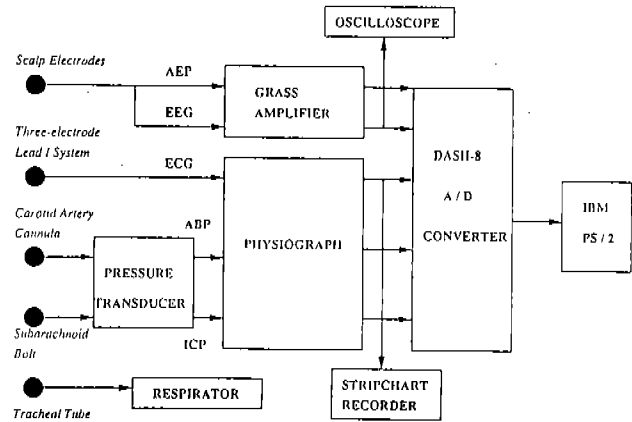 OSCILLOSCOPE
Scalp Electrodes
AEP
GRASS
AMPLIFIER
EEG
Three-electrode
Lead I System
ECG
DASH-8
A / D
CONVERTER
IBM
PS / 2
Carotid Artery
Cannula
ABP
PHYSIOGRAPH
PRESSURE
TRANSDUCER
Subarachnoid
Bolt
ICP
STRIPCHART
RECORDER
RESPIRATOR
Tracheal Tube